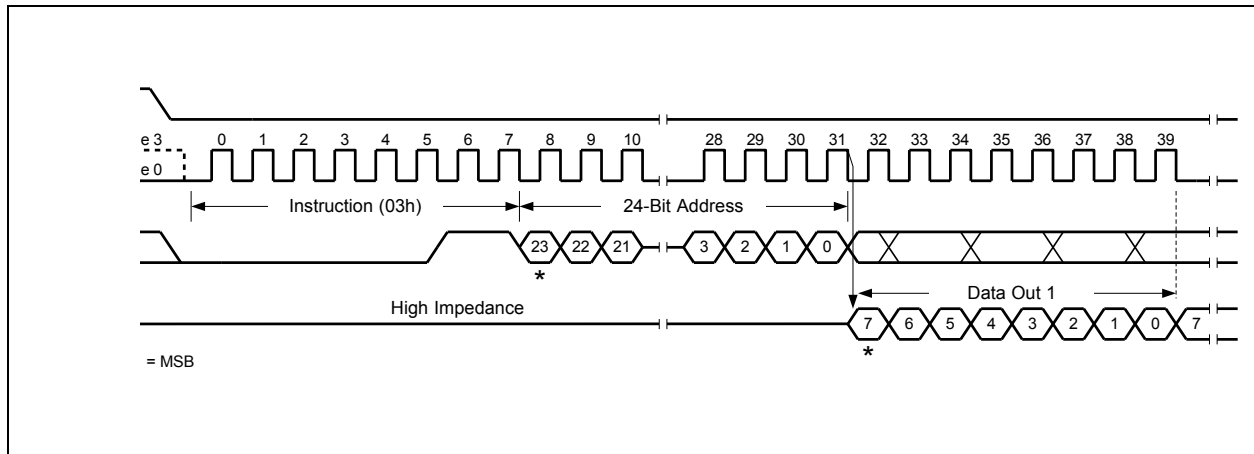 e 3
0 1 2 3 4 5 6 7 8 9 10 28 29 30 31 32 33 34 35 36 37 38 39
e 0
Instruction (03h) 24-Bit Address
23 22 21 3 2 1 0
*
Data Out 1
High Impedance
7 6 5 4 3 2 1 0 7
*
= MSB